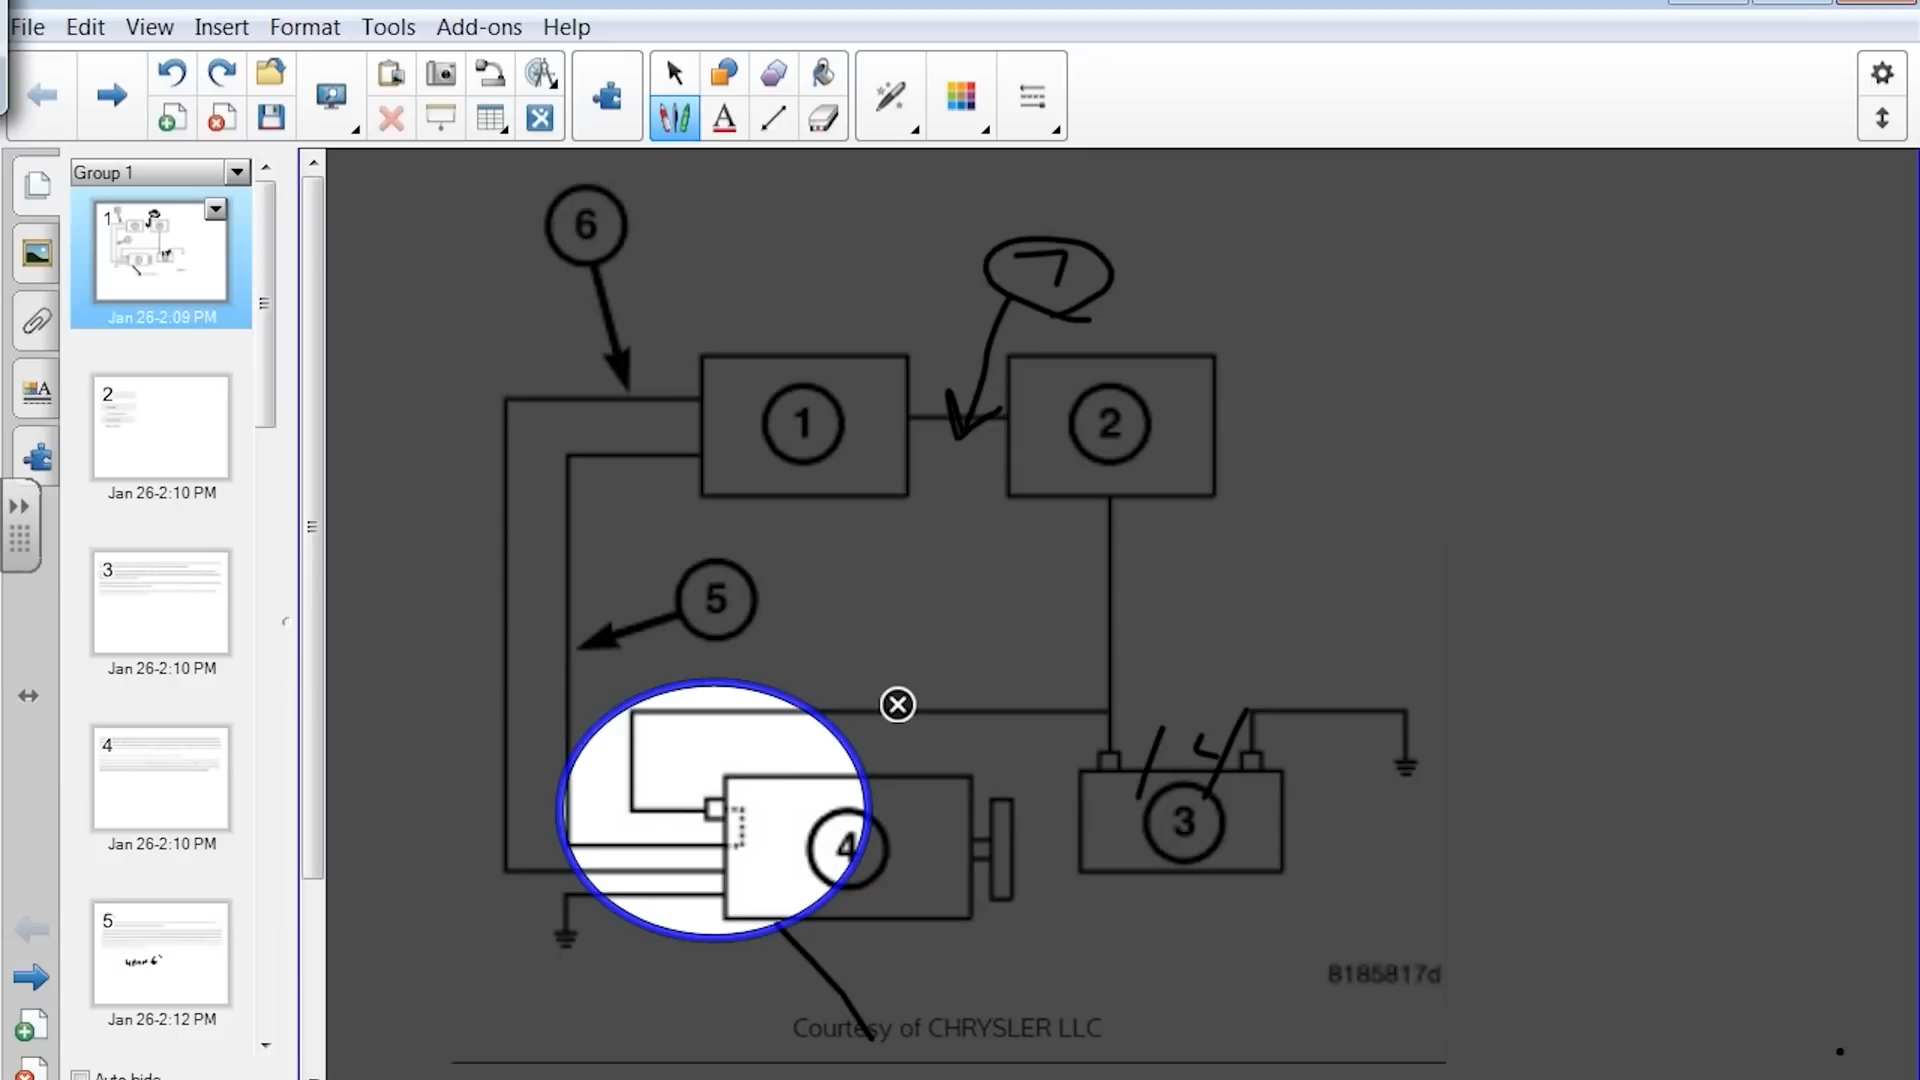 File Edit View Insert Format Tools Add-ons Help
Group 1
1
Jan 26-2:09 PM
2
Jan 26-2:10 PM
3
Jan 26-2:10 PM
4
Jan 26-2:10 PM
5
Jan 26-2:12 PM
Auto hide
6
7
1
2
5
4
3
8185817d
Courtesy of CHRYSLER LLC